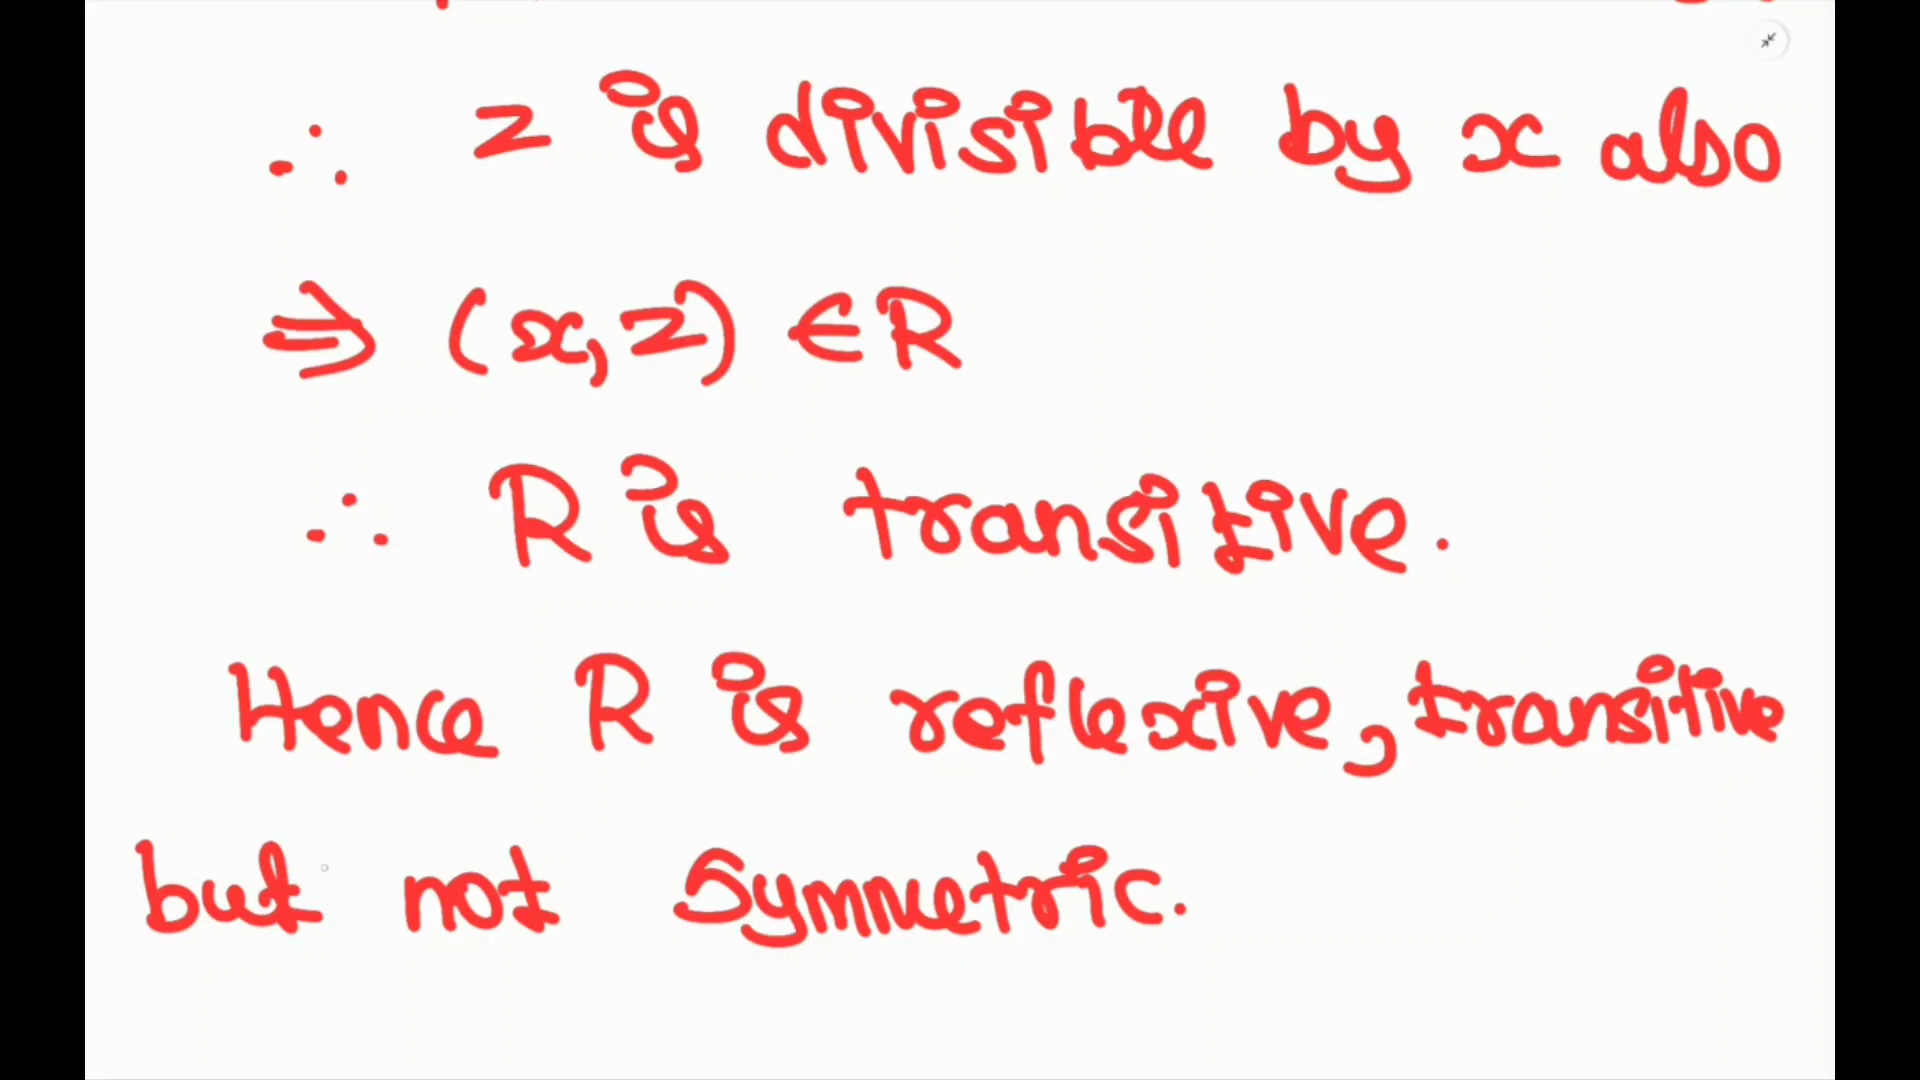 ∴ z is divisible by x also
⇒ (x, z) ∈ R
∴ R is transitive.
Hence R is reflexive, transitive
but not Symmetric.